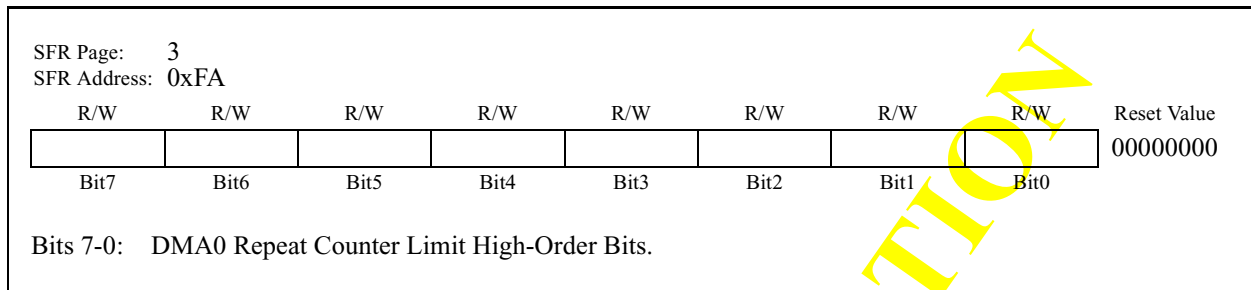 SFR Page: 3
SFR Address: 0xFA
R/W R/W R/W R/W R/W R/W R/W R/W Reset Value
00000000
Bit7 Bit6 Bit5 Bit4 Bit3 Bit2 Bit1 Bit0
Bits 7-0: DMA0 Repeat Counter Limit High-Order Bits.
TION